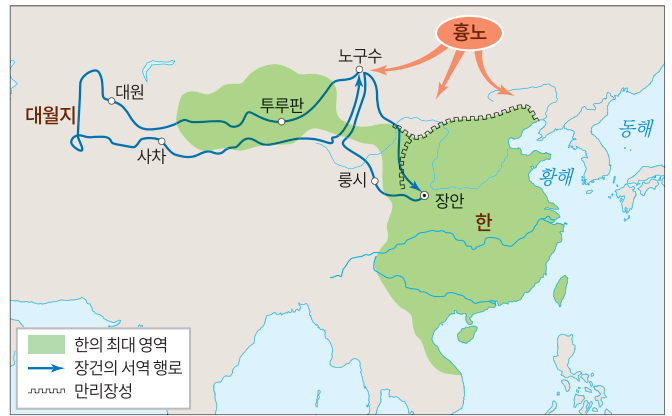 흉노
노구수
대원
대월지
투루판
동해
사차
황해
룽시
장안
한
한의 최대 영역
장건의 서역 행로
만리장성